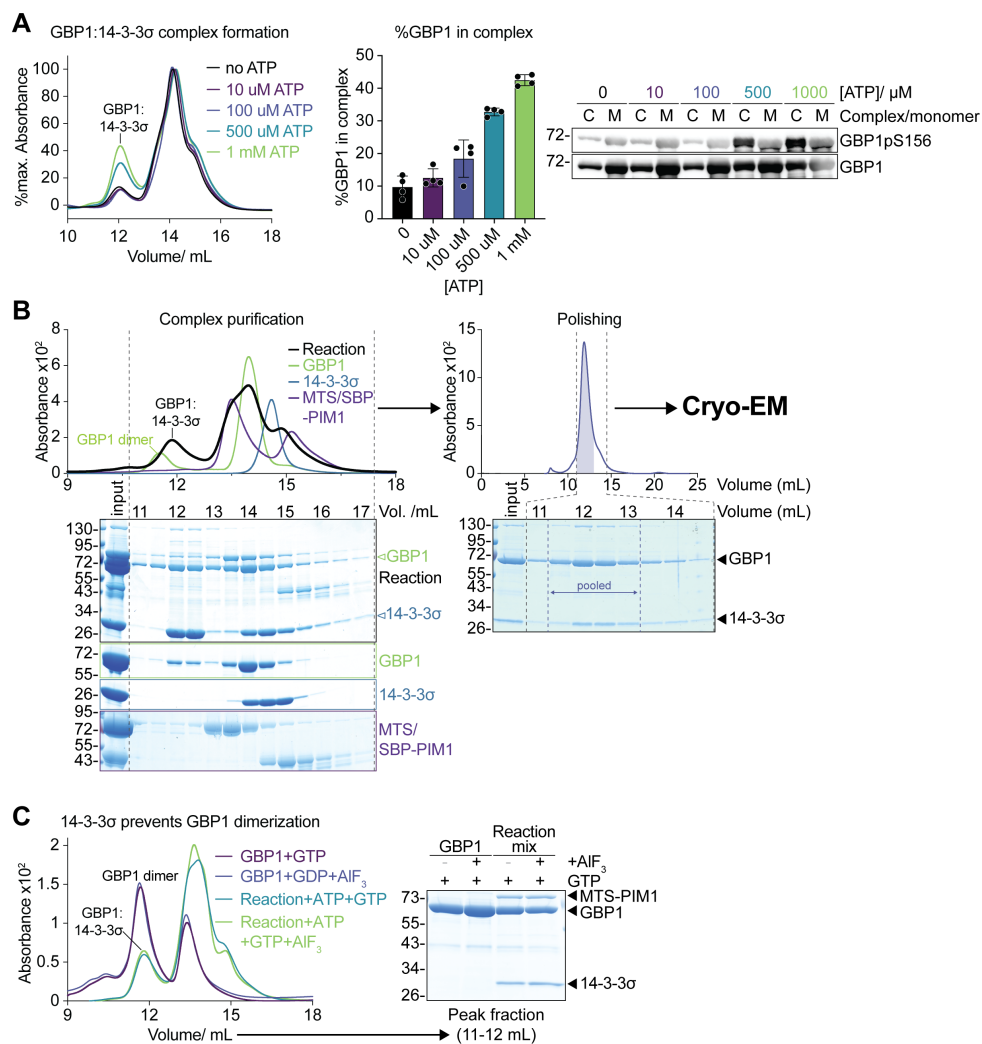 A
GBP1:14-3-3σ complex formation
%max. Absorbance
100
80
60
40
20
0
GBP1:
14-3-3σ
no ATP
10 uM ATP
100 uM ATP
500 uM ATP
1 mM ATP
10 12 14 16 18
Volume/ mL
%GBP1 in complex
%GBP1 in complex
50
40
30
20
10
0
0 10 uM 100 uM 500 uM 1 mM
[ATP]
0 10 100 500 1000 [ATP]/ μM
C M C M C M C M C M Complex/monomer
72- GBP1pS156
72- GBP1
B
Complex purification
Absorbance x10²
8
6
4
2
0
Reaction
GBP1
14-3-3σ
MTS/SBP
-PIM1
GBP1:
14-3-3σ
GBP1 dimer
9 12 15 18
input 11 12 13 14 15 16 17 Vol. /mL
130-
95-
72-
55-
43-
34-
26-
GBP1
Reaction
14-3-3σ
72-
55-
GBP1
26-
14-3-3σ
95-
72-
55-
43-
MTS/
SBP-PIM1
Polishing
Absorbance x10²
15
10
5
0
0 5 10 15 20 25 Volume (mL)
Cryo-EM
input 11 12 13 14 Volume (mL)
130-
95-
72-
55-
43-
34-
26-
pooled
GBP1
14-3-3σ
C
14-3-3σ prevents GBP1 dimerization
Absorbance x10²
2
1.5
1
0.5
0
GBP1 dimer
GBP1:
14-3-3σ
GBP1+GTP
GBP1+GDP+AlF₃
Reaction+ATP+GTP
Reaction+ATP
+GTP+AlF₃
9 12 15 18
Volume/ mL
GBP1 Reaction
mix
- + - + +AlF₃
+ + + + GTP
73-
55-
43-
34-
26-
MTS-PIM1
GBP1
14-3-3σ
Peak fraction
(11-12 mL)